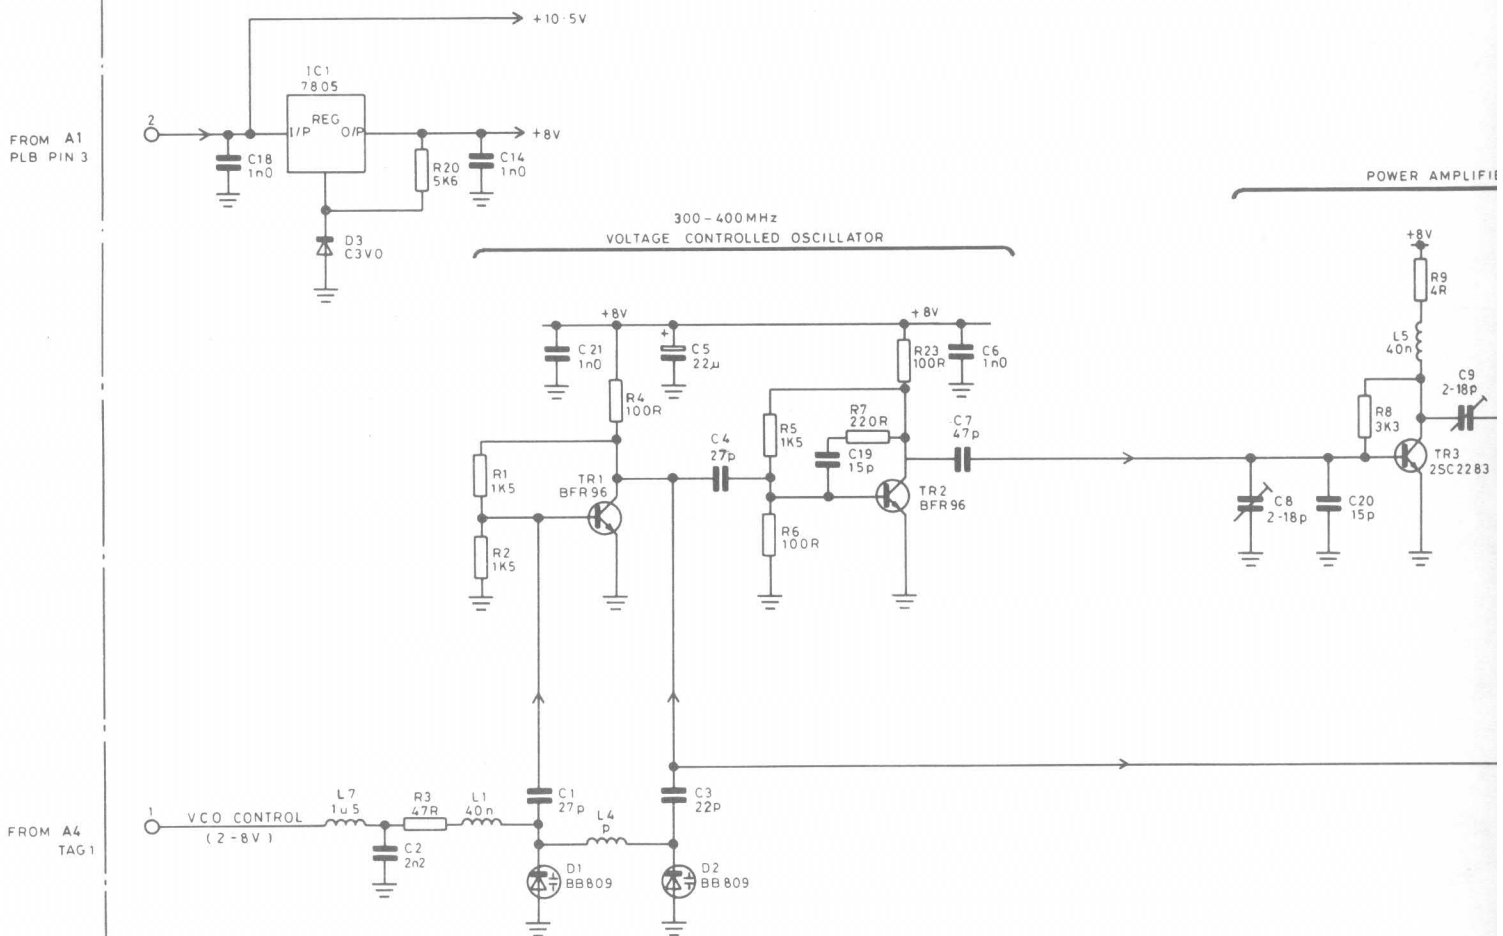 +10·5V
IC1
7805
REG
I/P O/P
2
FROM A1
PLB PIN 3
+8V
C18
1n0
R20
5K6
C14
1n0
D3
C3V0
300-400MHz
VOLTAGE CONTROLLED OSCILLATOR
POWER AMPLIFIE
+8V
R9
4R
L5
40n
C9
2-18p
R8
3K3
TR3
2SC2283
+8V
+8V
C21
1n0
+
C5
22µ
R23
100R
C6
1n0
R4
100R
R5
1K5
R7
220R
C19
15p
C7
47p
C4
27p
R1
1K5
TR1
BFR96
TR2
BFR96
R2
1K5
R6
100R
C8
2-18p
C20
15p
1
FROM A4
TAG1
VCO CONTROL
(2-8V)
L7
1u5
R3
47R
L1
40n
C2
2n2
C1
27p
L4
p
C3
22p
D1
BB809
D2
BB809